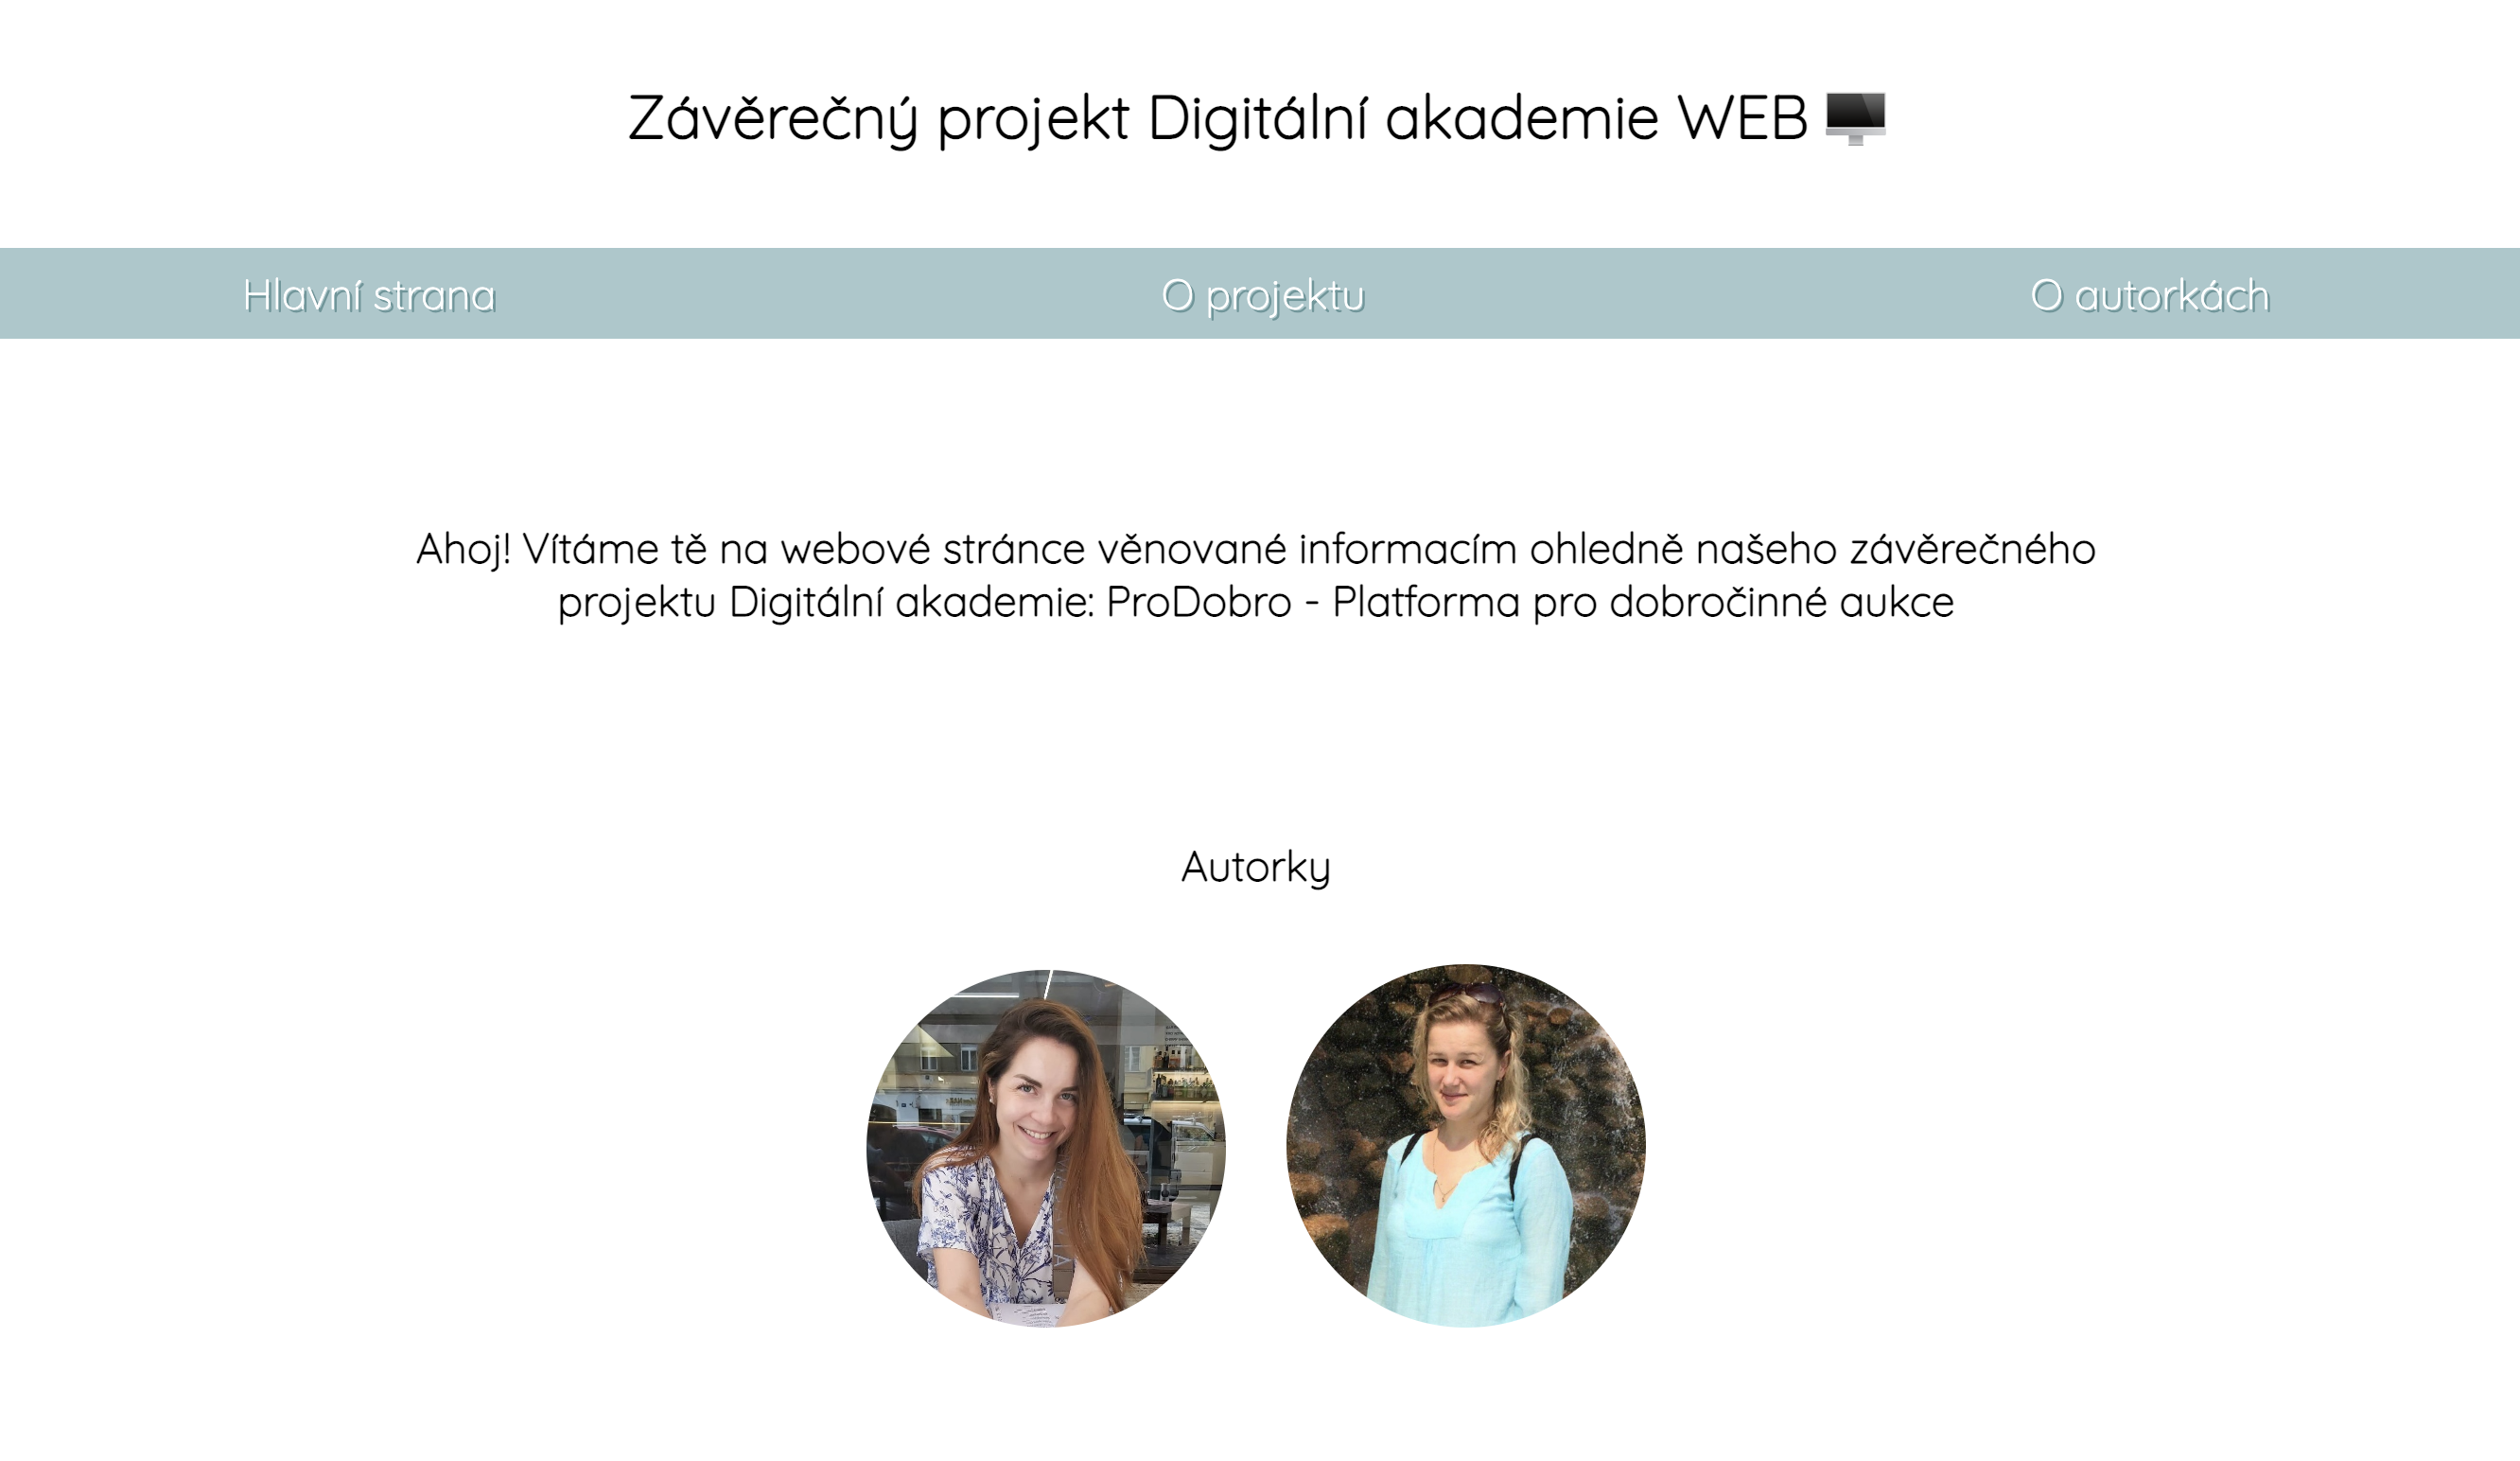 Závěrečný projekt Digitální akademie WEB
Hlavní strana
O projektu
O autorkách
Ahoj! Vítáme tě na webové stránce věnované informacím ohledně našeho závěrečného
projektu Digitální akademie: ProDobro - Platforma pro dobročinné aukce
Autorky